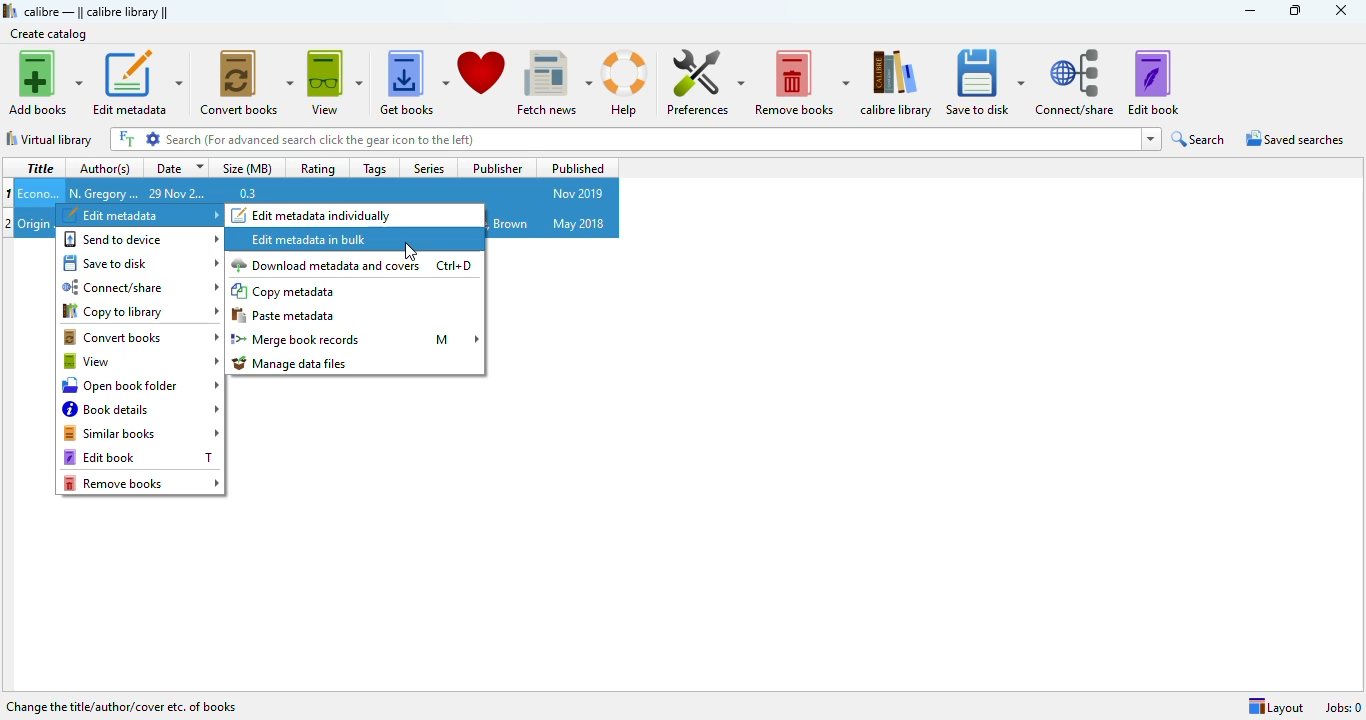 calibre — || calibre library ||
Create catalog
Add books
Edit metadata
Convert books
View
Get books
Fetch news
Help
Preferences
Remove books
calibre library
Save to disk
Connect/share
Edit book
Virtual library
FT
Search (For advanced search click the gear icon to the left)
Search
Saved searches
Title Author(s) Date Size (MB) Rating Tags Series Publisher Published
1 Econo... N. Gregory ... 29 Nov 2... 0.3 Nov 2019
2 Origin , Brown May 2018
Edit metadata
Send to device
Save to disk
Connect/share
Copy to library
Convert books
View
Open book folder
Book details
Similar books
Edit book T
Remove books
Edit metadata individually
Edit metadata in bulk
Download metadata and covers Ctrl+D
Copy metadata
Paste metadata
Merge book records M
Manage data files
Change the title/author/cover etc. of books
Layout
Jobs: 0